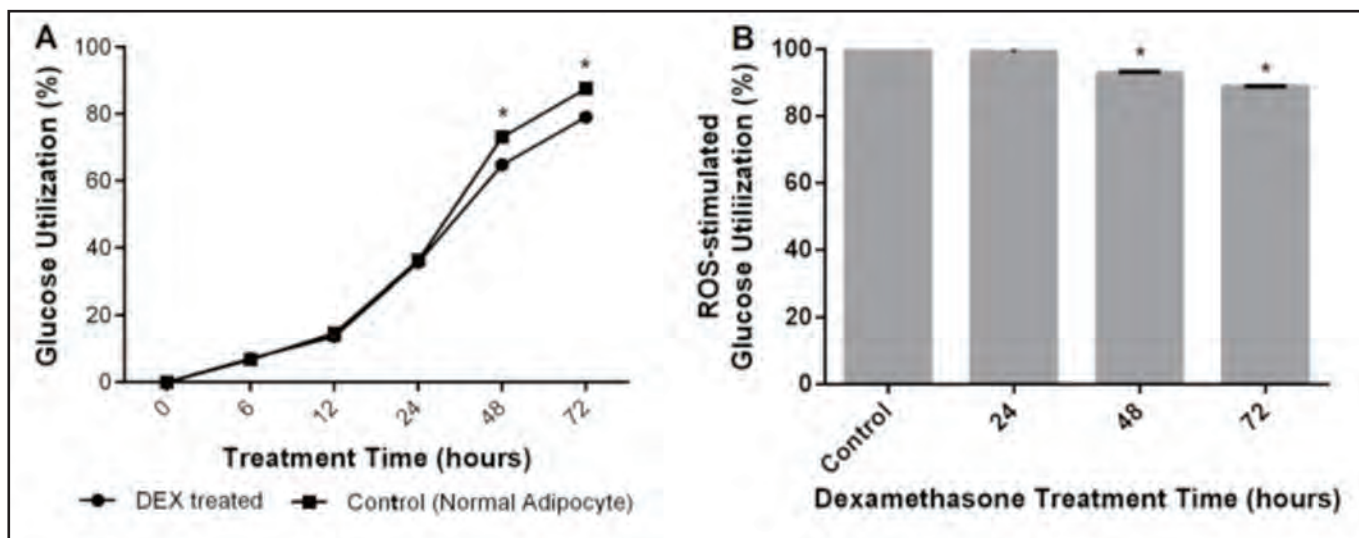 A
Glucose Utilization (%)
100
80
60
40
20
0
* *
0 6 12 24 48 72
Treatment Time (hours)
DEX treated Control (Normal Adipocyte)
B
ROS-stimulated
Glucose Utiliization (%)
100
80
60
40
20
0
* *
Control 24 48 72
Dexamethasone Treatment Time (hours)